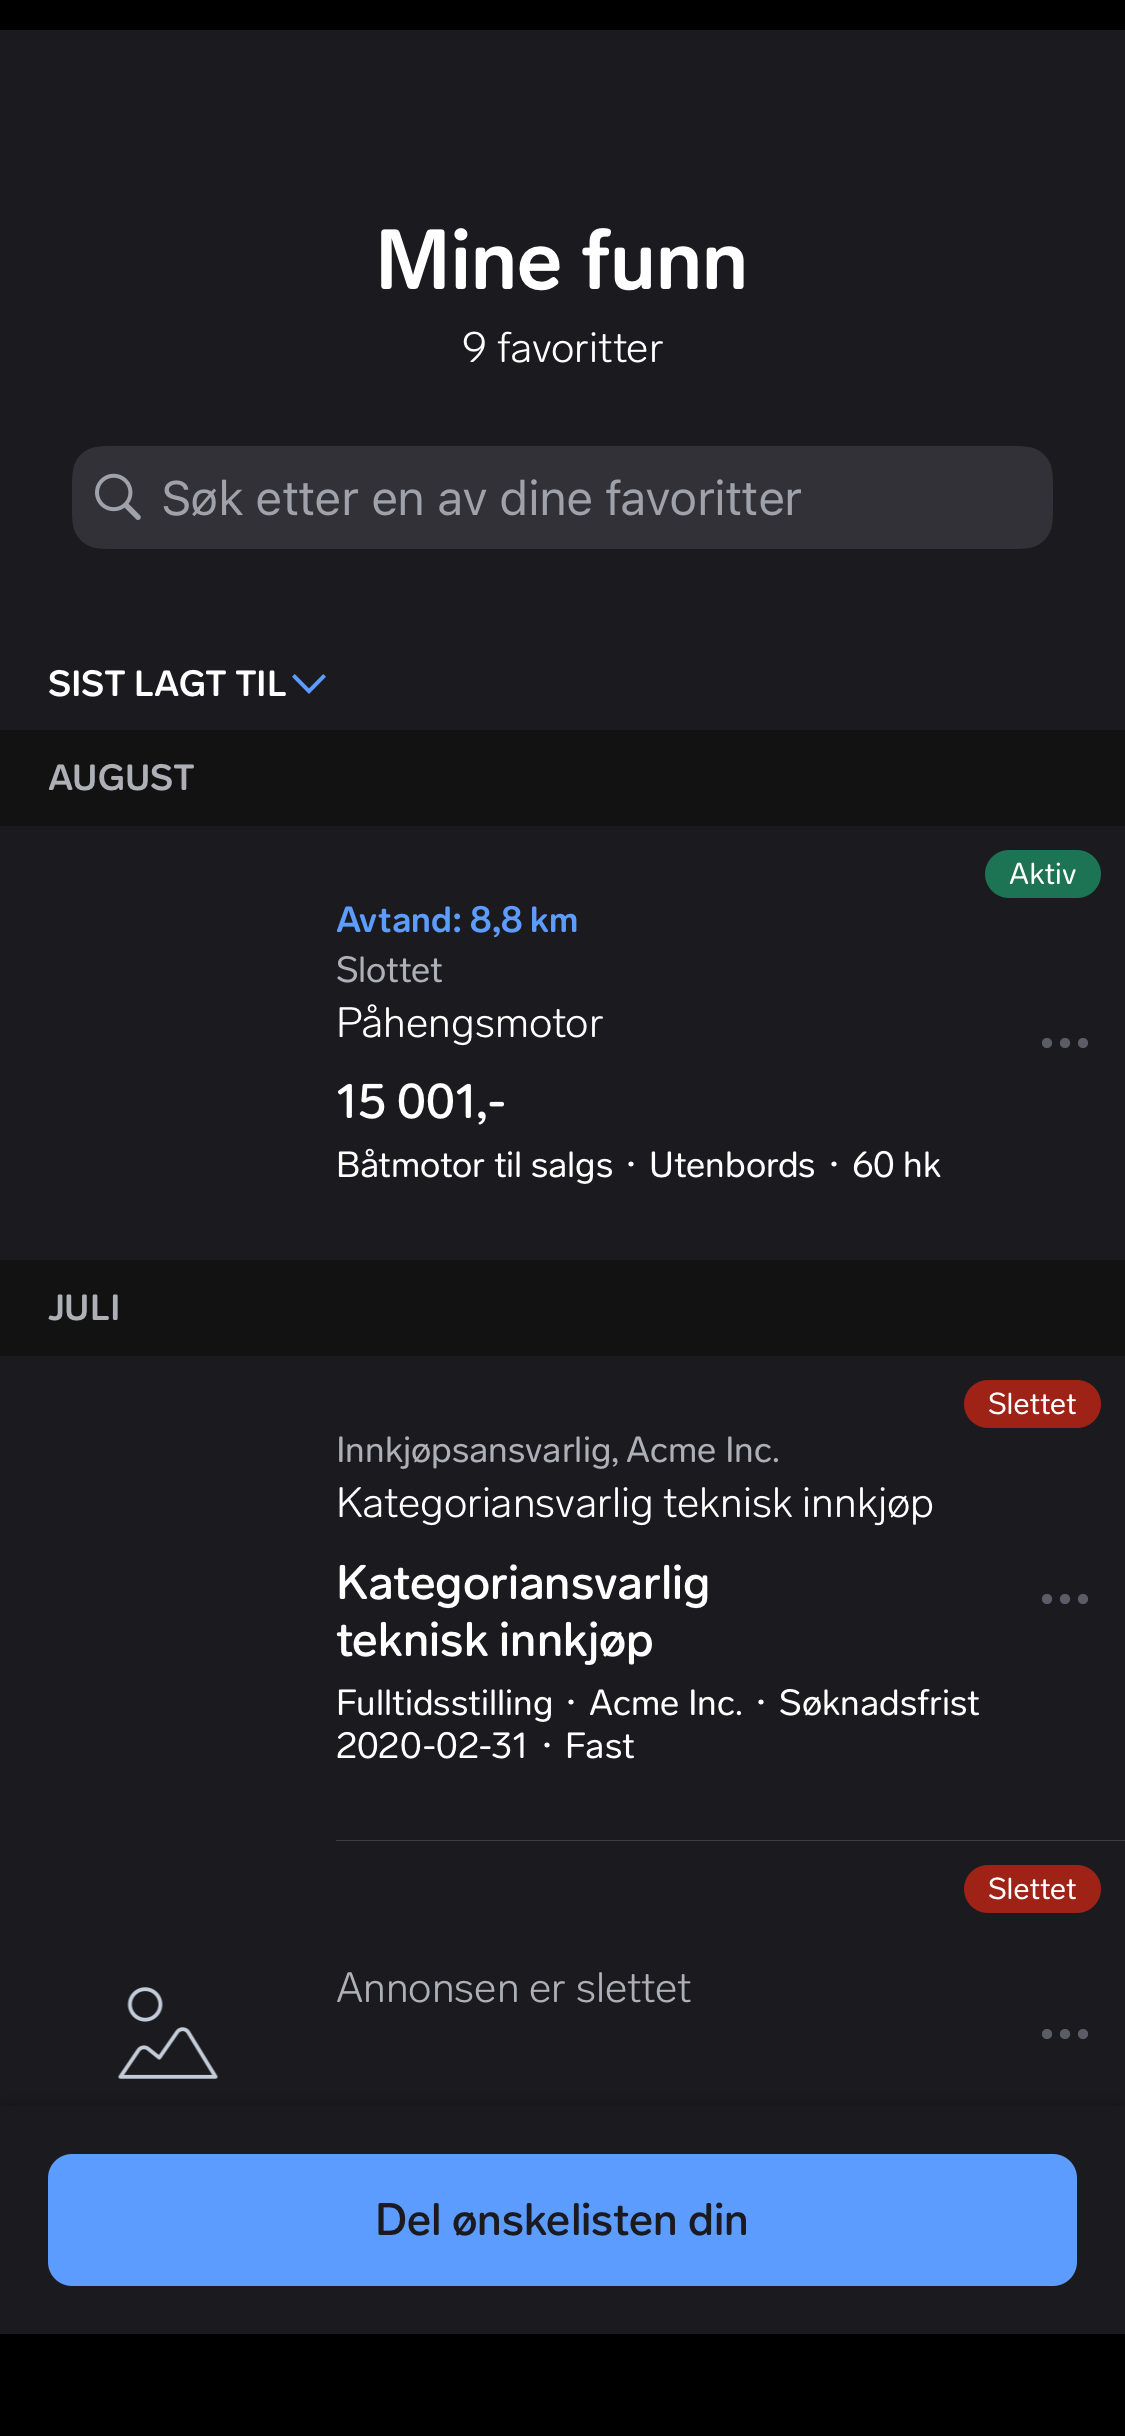 Mine funn
9 favoritter
Søk etter en av dine favoritter
SIST LAGT TIL
AUGUST
Aktiv
Avtand: 8,8 km
Slottet
Påhengsmotor
15 001,-
Båtmotor til salgs · Utenbords · 60 hk
JULI
Slettet
Innkjøpsansvarlig, Acme Inc.
Kategoriansvarlig teknisk innkjøp
Kategoriansvarlig
teknisk innkjøp
Fulltidsstilling · Acme Inc. · Søknadsfrist
2020-02-31 · Fast
Slettet
Annonsen er slettet
Del ønskelisten din